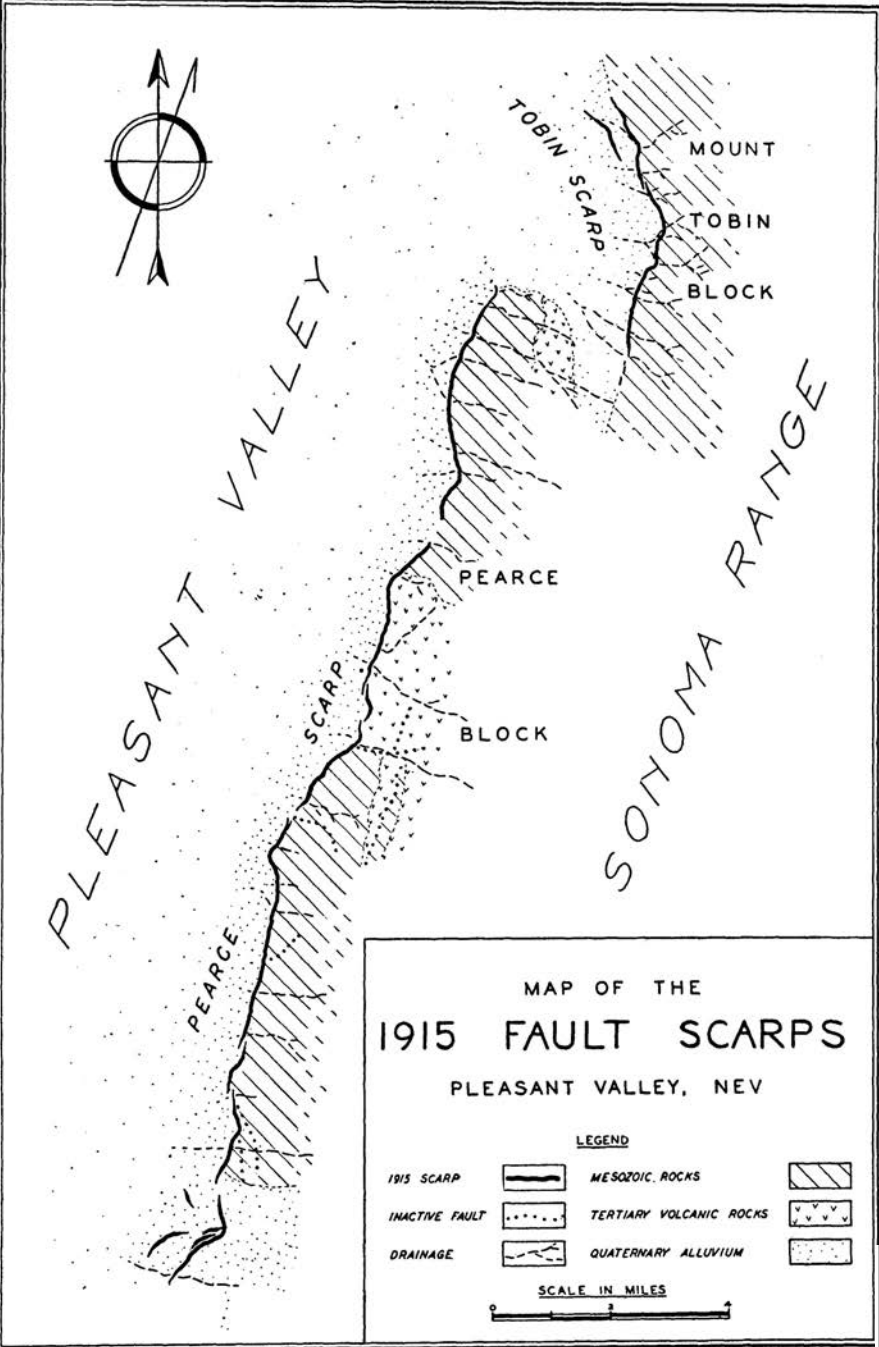 TOBIN SCARP
MOUNT
TOBIN
BLOCK
PLEASANT VALLEY
SONOMA RANGE
PEARCE
BLOCK
PEARCE SCARP
MAP OF THE
1915 FAULT SCARPS
PLEASANT VALLEY, NEV
LEGEND
1915 SCARP
MESOZOIC ROCKS
INACTIVE FAULT
TERTIARY VOLCANIC ROCKS
DRAINAGE
QUATERNARY ALLUVIUM
SCALE IN MILES
0 2 4